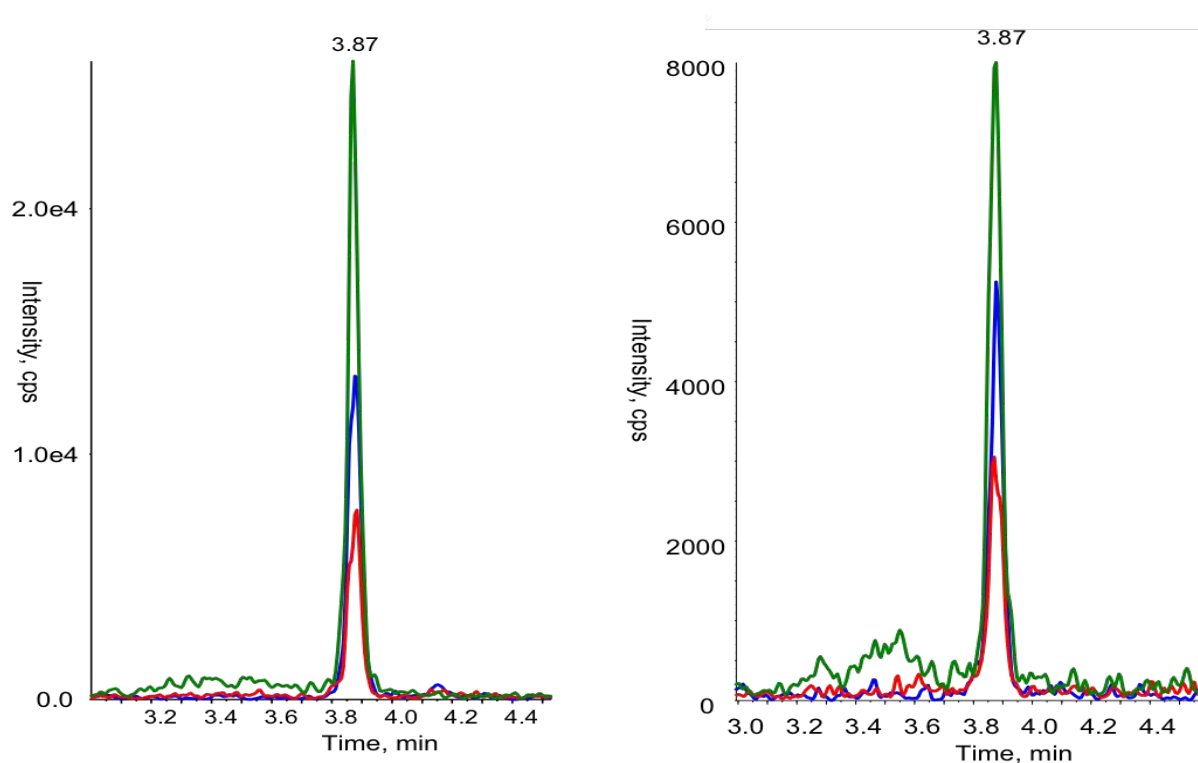 3.87
2.0e4
1.0e4
0.0
Intensity, cps
3.2 3.4 3.6 3.8 4.0 4.2 4.4
Time, min
3.87
8000
6000
4000
2000
0
Intensity, cps
3.0 3.2 3.4 3.6 3.8 4.0 4.2 4.4
Time, min